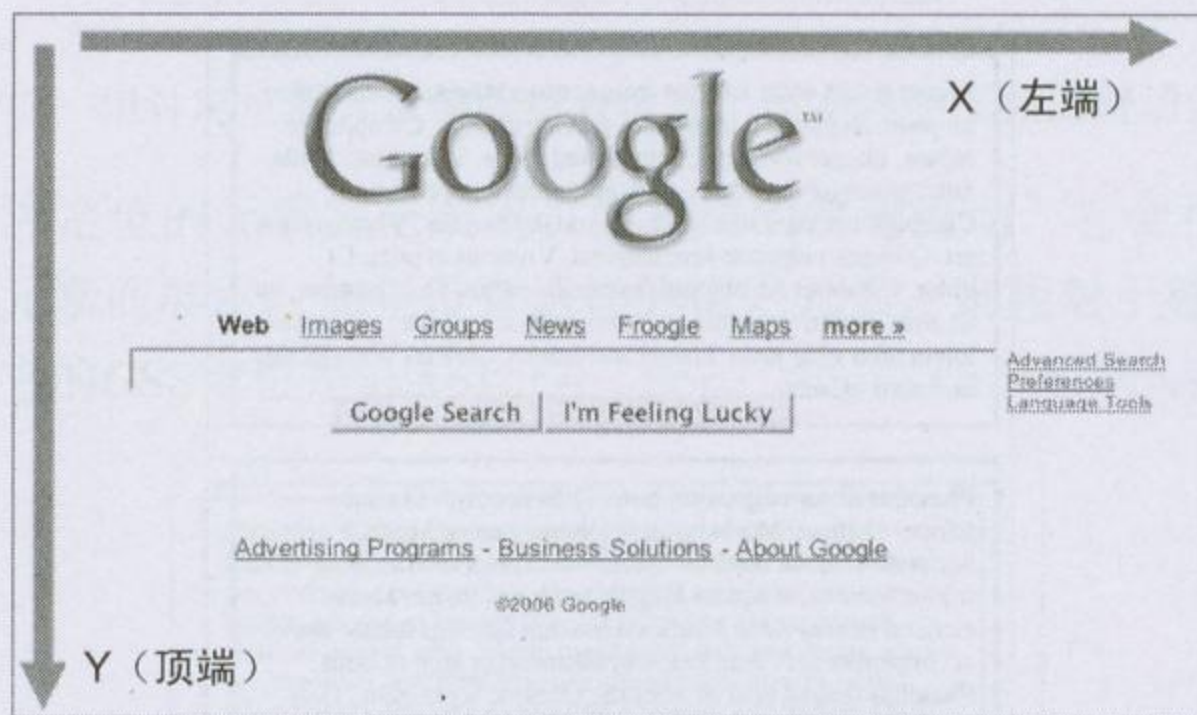 Google™
X（左端）
Web Images Groups News Froogle Maps more »
Advanced Search
Preferences
Language Tools
Google Search I'm Feeling Lucky
Advertising Programs - Business Solutions - About Google
©2006 Google
Y（顶端）